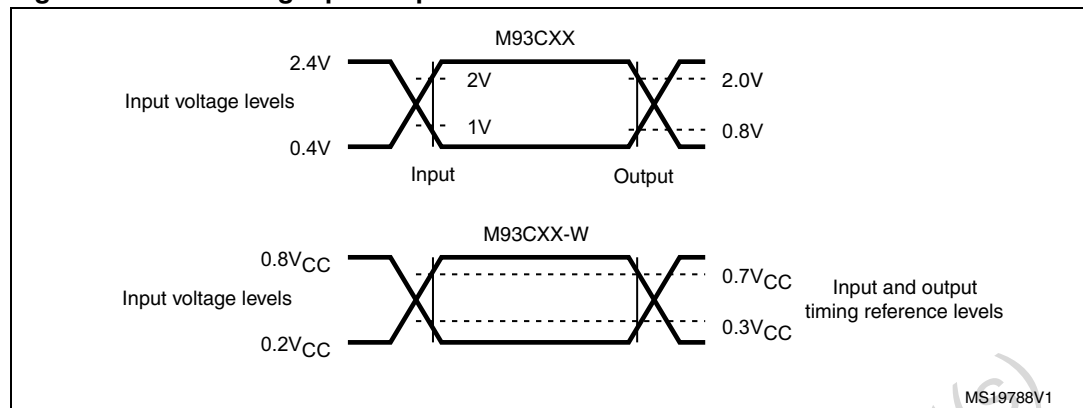 M93CXX
2.4V
2V
2.0V
Input voltage levels
1V
0.8V
0.4V
Input
Output
M93CXX-W
0.8VCC
0.7VCC
Input and output
Input voltage levels
timing reference levels
0.3VCC
0.2VCC
MS19788V1